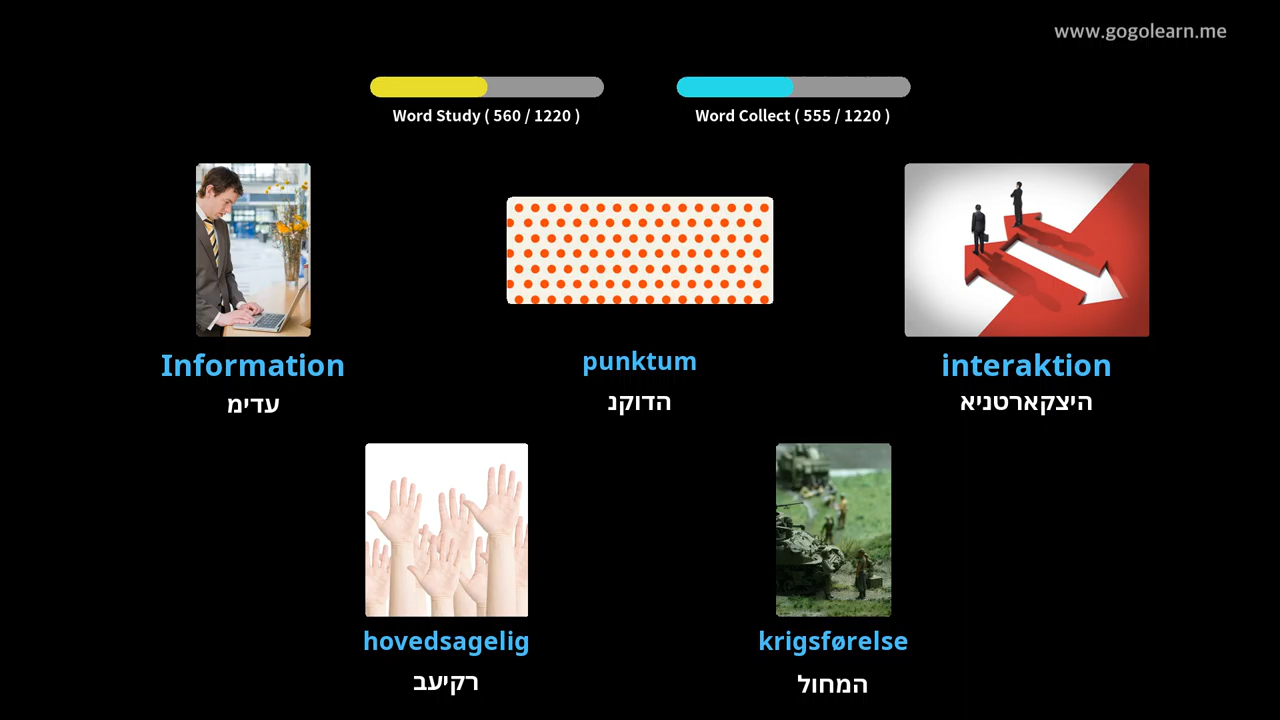 www.gogolearn.me
Word Study ( 560 / 1220 )
Word Collect ( 555 / 1220 )
Information
עדימ
punktum
הדוקנ
interaktion
היצקארטניא
hovedsagelig
רקיעב
krigsførelse
המחול